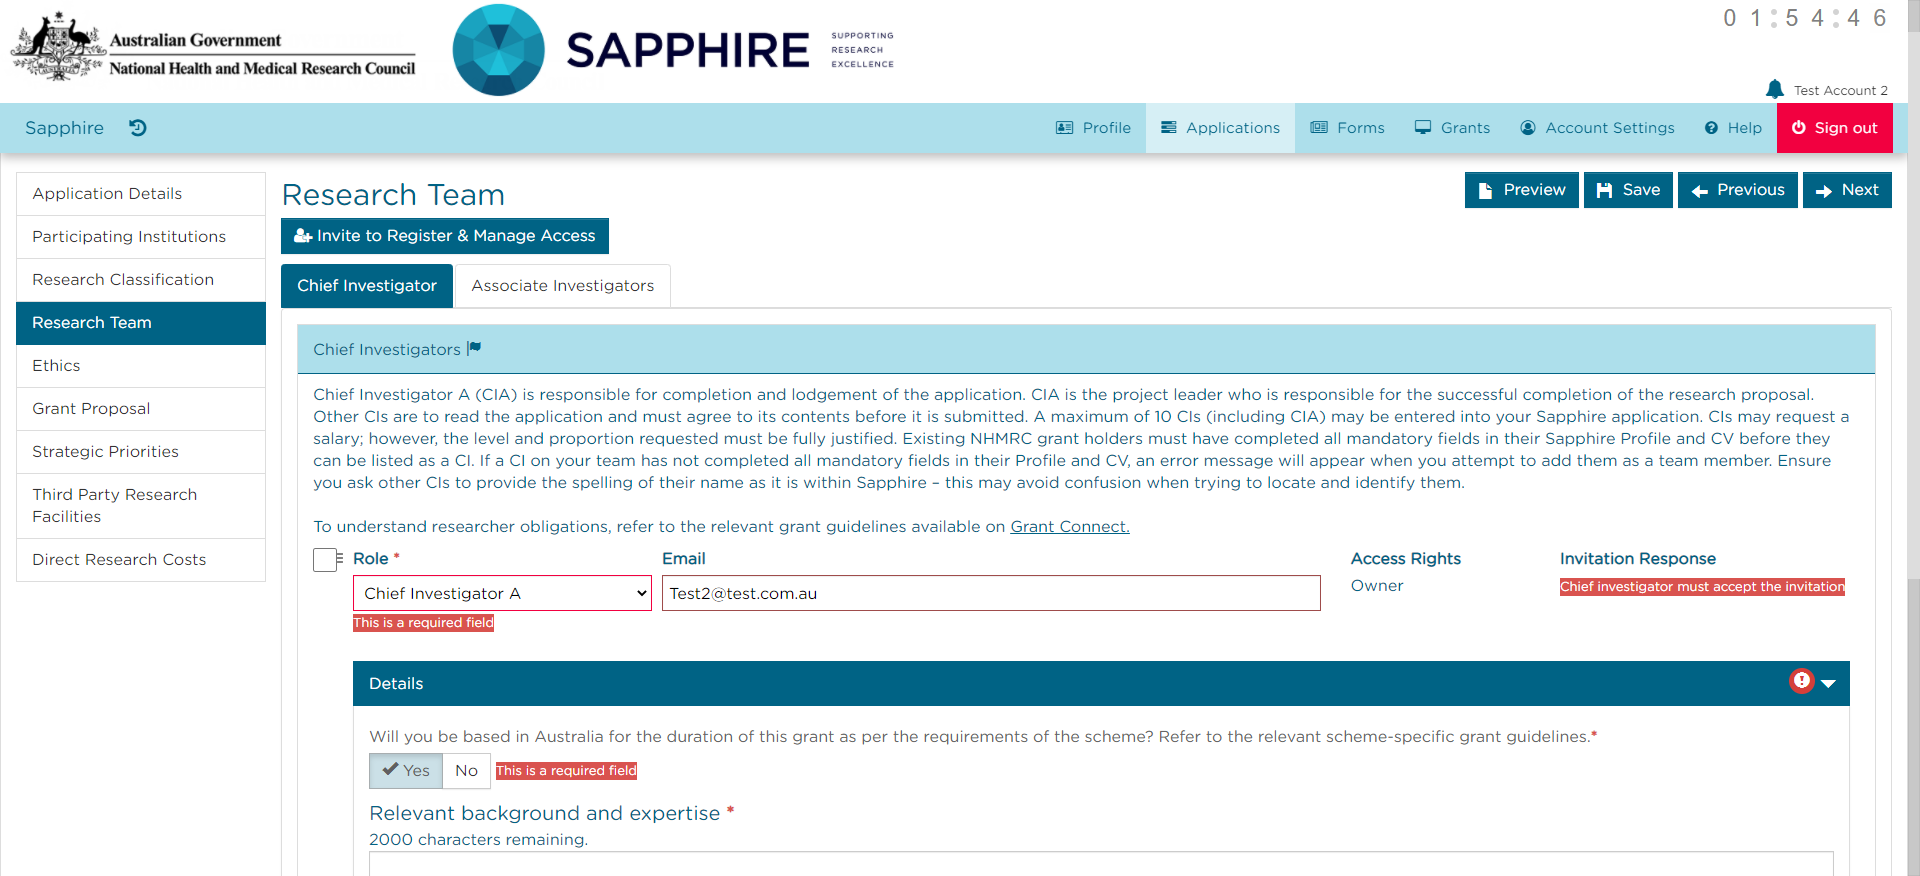 01:54:46
Australian Government
National Health and Medical Research Council
SAPPHIRE
SUPPORTING
RESEARCH
EXCELLENCE
Test Account 2
Sapphire
Profile
Applications
Forms
Grants
Account Settings
Help
Sign out
Application Details
Participating Institutions
Research Classification
Research Team
Ethics
Grant Proposal
Strategic Priorities
Third Party Research
Facilities
Direct Research Costs
Research Team
Preview
Save
Previous
Next
Invite to Register & Manage Access
Chief Investigator
Associate Investigators
Chief Investigators
Chief Investigator A (CIA) is responsible for completion and lodgement of the application. CIA is the project leader who is responsible for the successful completion of the research proposal.
Other CIs are to read the application and must agree to its contents before it is submitted. A maximum of 10 CIs (including CIA) may be entered into your Sapphire application. CIs may request a
salary; however, the level and proportion requested must be fully justified. Existing NHMRC grant holders must have completed all mandatory fields in their Sapphire Profile and CV before they
can be listed as a CI. If a CI on your team has not completed all mandatory fields in their Profile and CV, an error message will appear when you attempt to add them as a team member. Ensure
you ask other CIs to provide the spelling of their name as it is within Sapphire – this may avoid confusion when trying to locate and identify them.
To understand researcher obligations, refer to the relevant grant guidelines available on Grant Connect.
Role *
Email
Access Rights
Invitation Response
Chief Investigator A
Test2@test.com.au
Owner
Chief investigator must accept the invitation
This is a required field
Details
Will you be based in Australia for the duration of this grant as per the requirements of the scheme? Refer to the relevant scheme-specific grant guidelines.*
Yes
No
This is a required field
Relevant background and expertise *
2000 characters remaining.